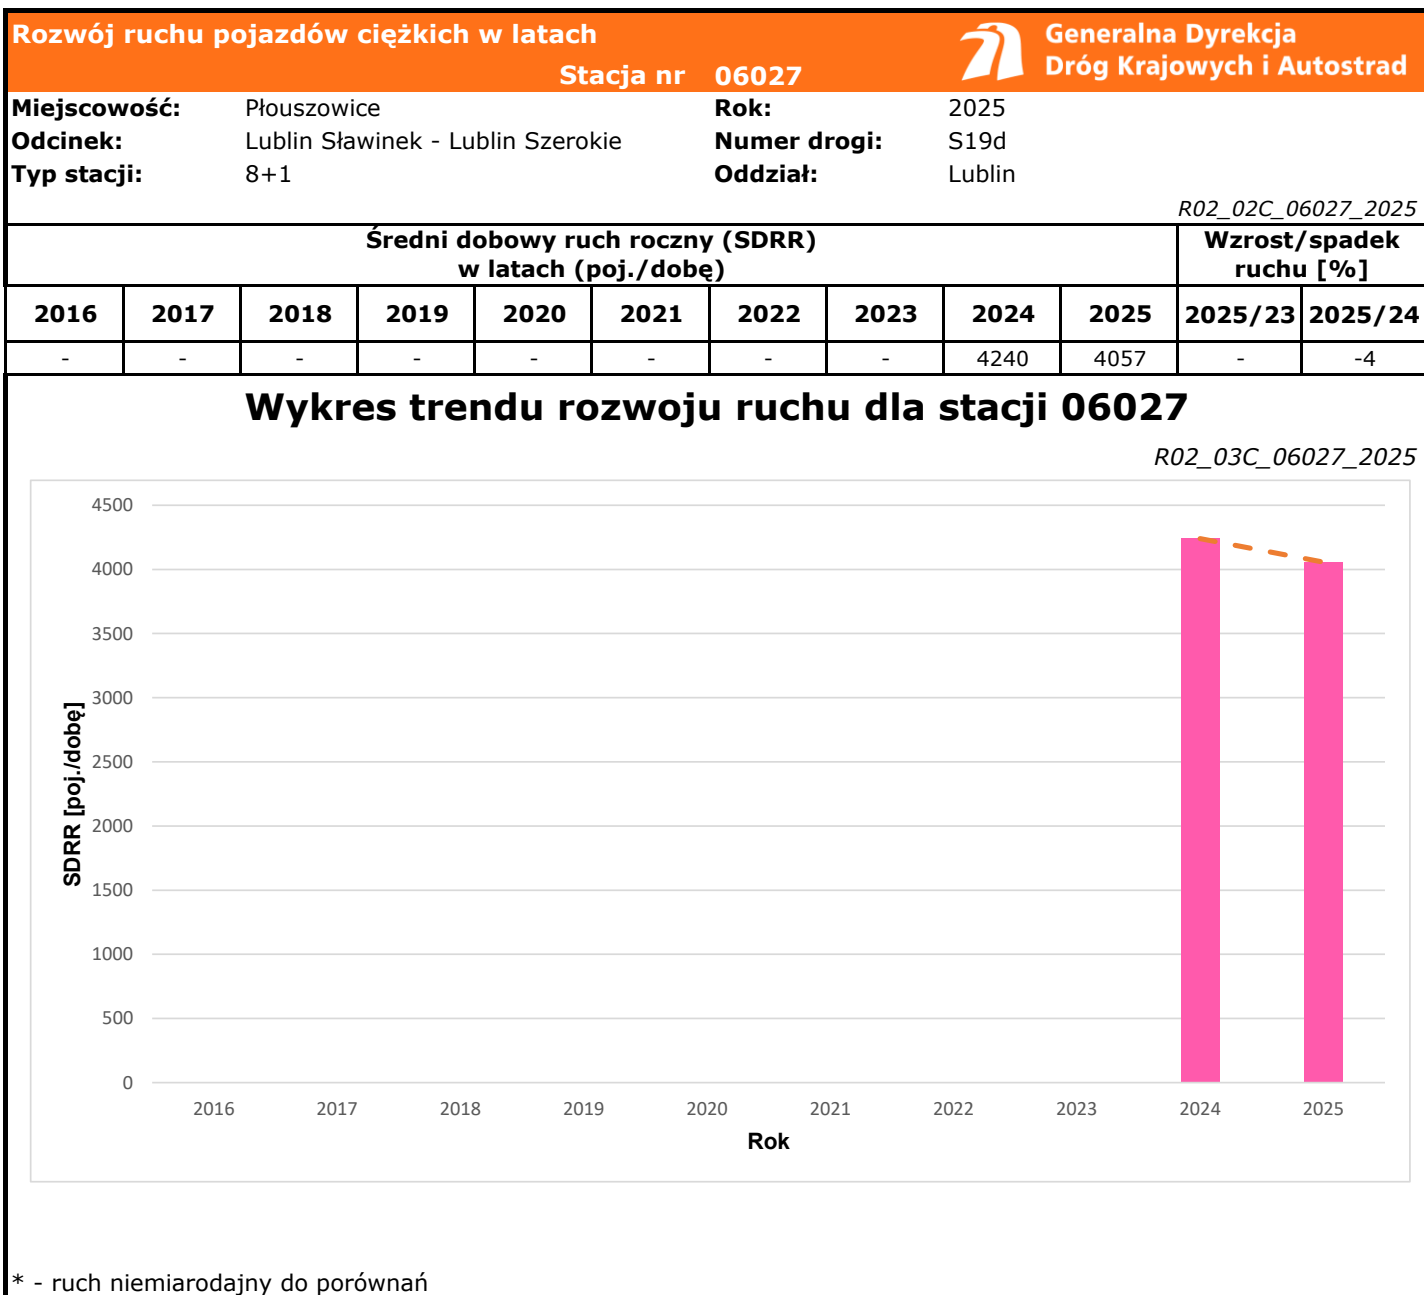 Rozwój ruchu pojazdów ciężkich w latach
Stacja nr 06027
Generalna Dyrekcja
Dróg Krajowych i Autostrad
Miejscowość: Płouszowice Rok: 2025
Odcinek: Lublin Sławinek - Lublin Szerokie Numer drogi: S19d
Typ stacji: 8+1 Oddział: Lublin
R02_02C_06027_2025
Średni dobowy ruch roczny (SDRR)
w latach (poj./dobę)
Wzrost/spadek
ruchu [%]
2016 2017 2018 2019 2020 2021 2022 2023 2024 2025 2025/23 2025/24
- - - - - - - - 4240 4057 - -4
Wykres trendu rozwoju ruchu dla stacji 06027
R02_03C_06027_2025
4500
4000
3500
3000
2500
2000
1500
1000
500
0
SDRR [poj./dobę]
2016 2017 2018 2019 2020 2021 2022 2023 2024 2025
Rok
* - ruch niemiarodajny do porównań